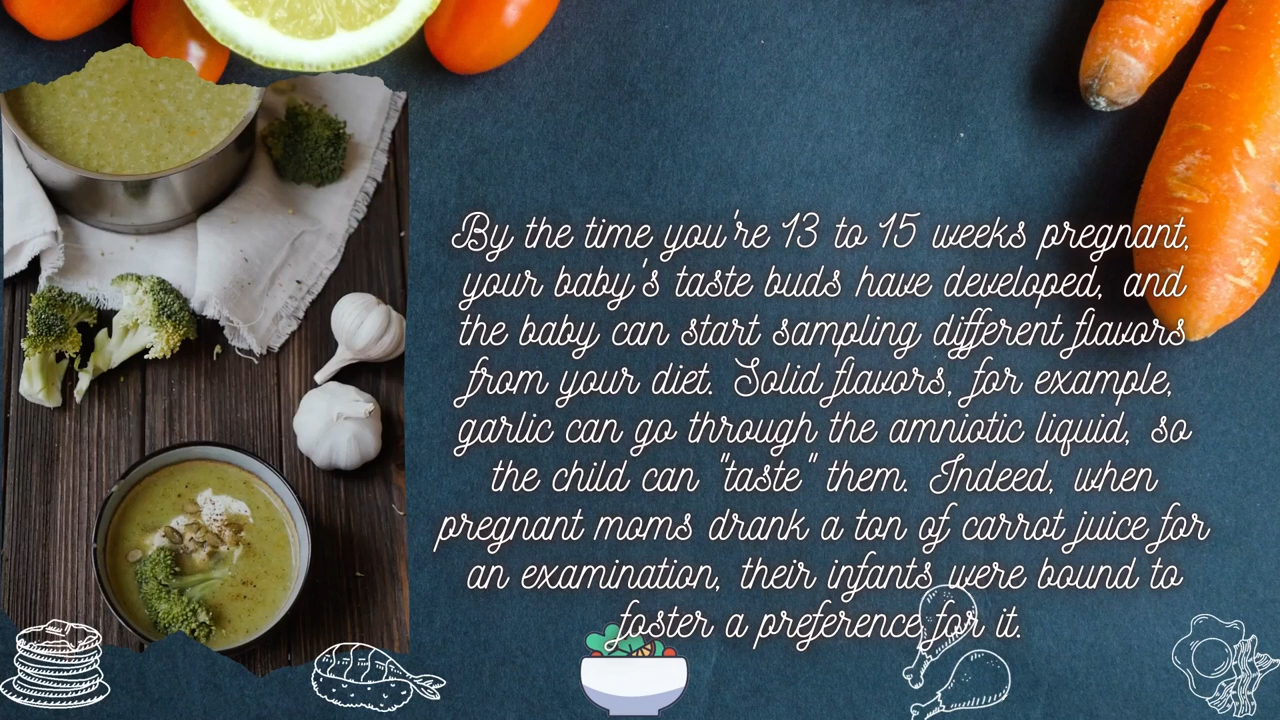 By the time you're 13 to 15 weeks pregnant,
your baby's taste buds have developed, and
the baby can start sampling different flavors
from your diet. Solid flavors, for example,
garlic can go through the amniotic liquid, so
the child can "taste" them. Indeed, when
pregnant moms drank a ton of carrot juice for
an examination, their infants were bound to
foster a preference for it.